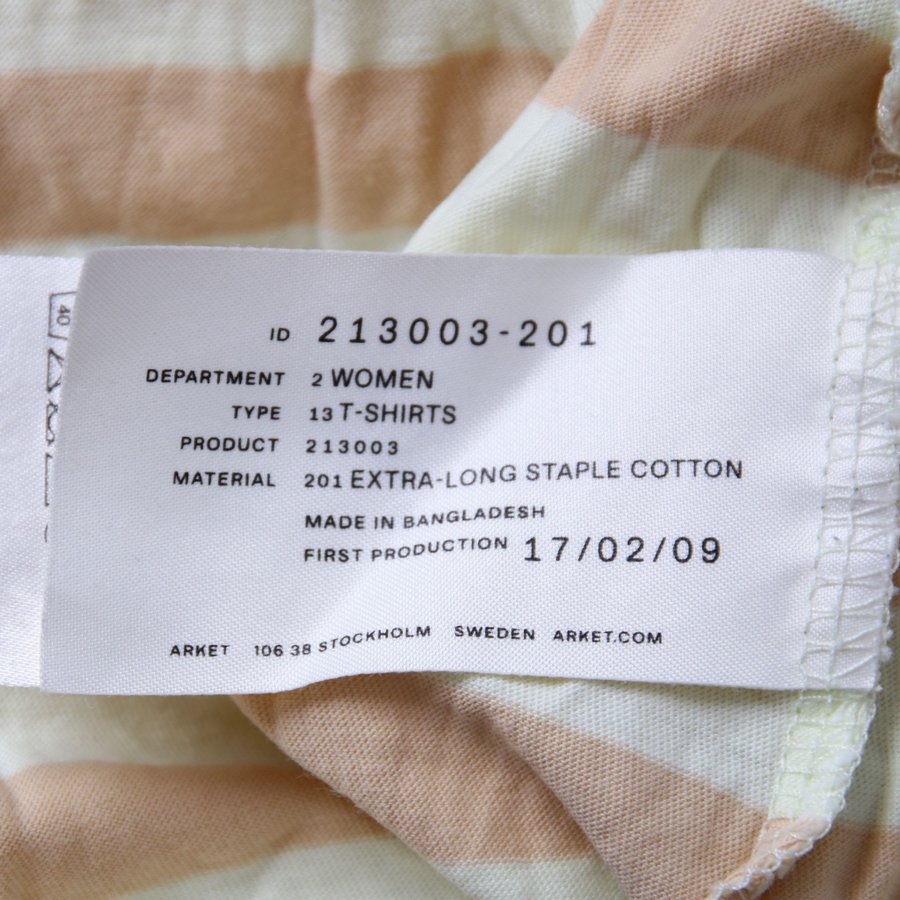 40
ID 213003-201
DEPARTMENT 2 WOMEN
TYPE 13 T-SHIRTS
PRODUCT 213003
MATERIAL 201 EXTRA-LONG STAPLE COTTON
MADE IN BANGLADESH
FIRST PRODUCTION 17/02/09
ARKET 106 38 STOCKHOLM SWEDEN ARKET.COM